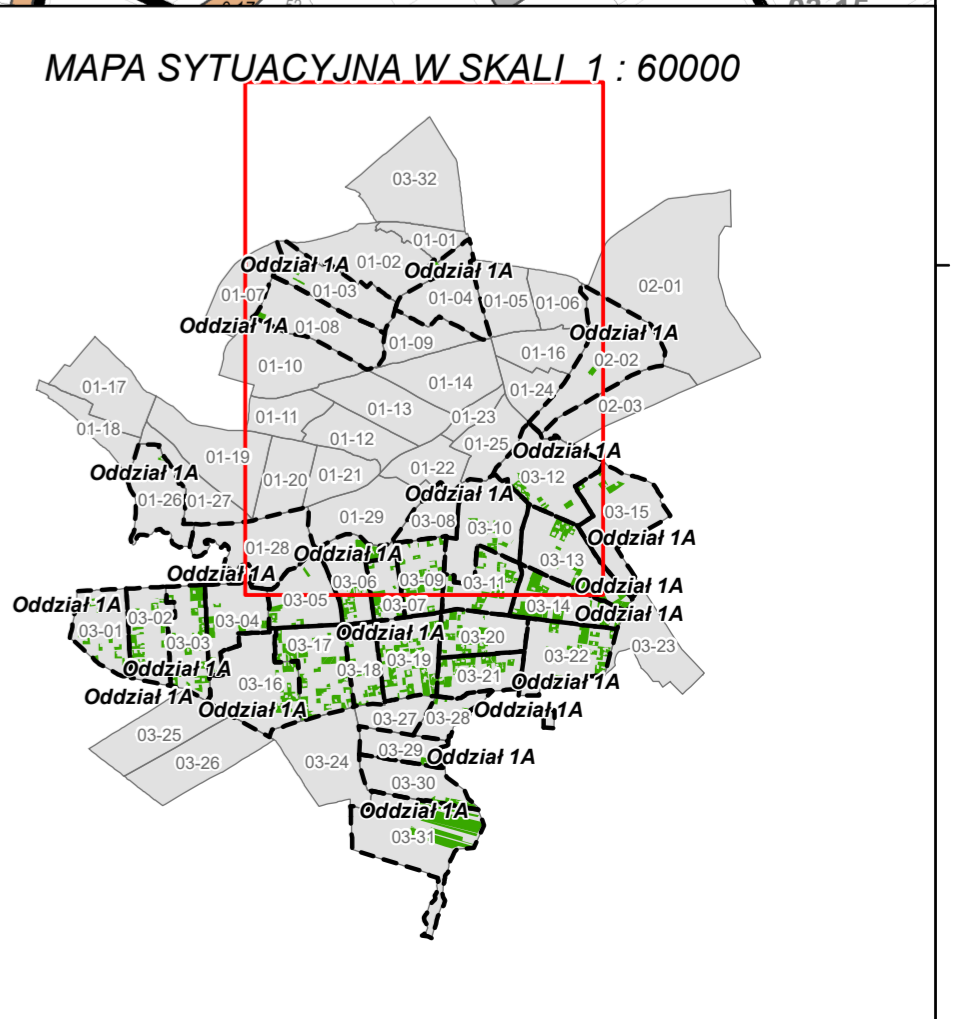 03-15
MAPA SYTUACYJNA W SKALI 1 : 60000
03-32
01-01
01-02
Oddział 1A
Oddział 1A
01-07
01-03
01-04
01-05
01-06
02-01
Oddział 1A
01-08
01-09
Oddział 1A
01-16
02-02
01-10
01-14
01-24
01-17
02-03
01-11
01-13
01-23
01-18
01-12
01-25
Oddział 1A
01-19
Oddział 1A
01-20
01-21
01-22
03-12
01-26
01-27
Oddział 1A
03-15
01-29
03-08
03-10
Oddział 1A
01-28
Oddział 1A
03-13
Oddział 1A
03-06
03-09
03-11
Oddział 1A
Oddział 1A
03-05
03-07
03-14
Oddział 1A
03-01
03-02
03-04
Oddział 1A
03-20
03-03
03-17
03-23
03-22
03-19
Oddział 1A
03-18
03-21
03-16
Oddział 1A
Oddział 1A
Oddział 1A
Oddział 1A
03-27
03-28
03-25
03-29
Oddział 1A
03-26
03-24
03-30
Oddział 1A
03-31